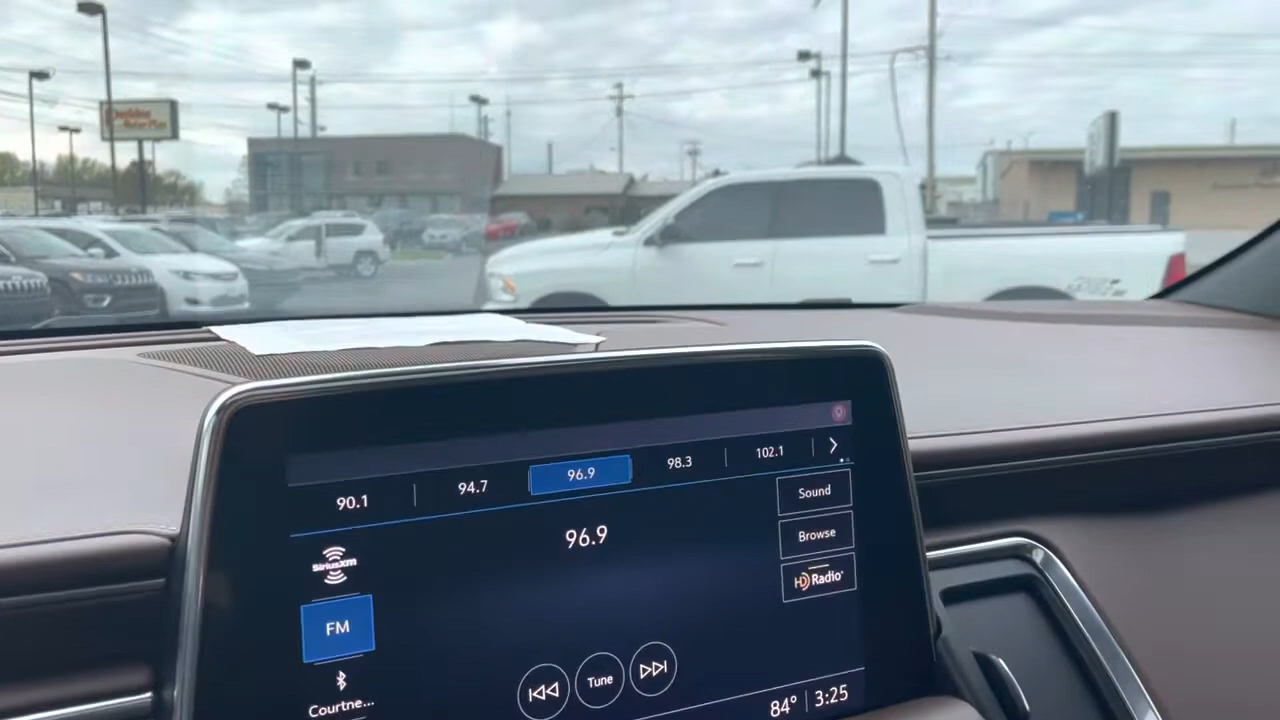 90.1
94.7
96.9
98.3
102.1
96.9
Sound
Browse
HD Radio
SiriusXM
FM
Courtne...
Tune
84° 3:25